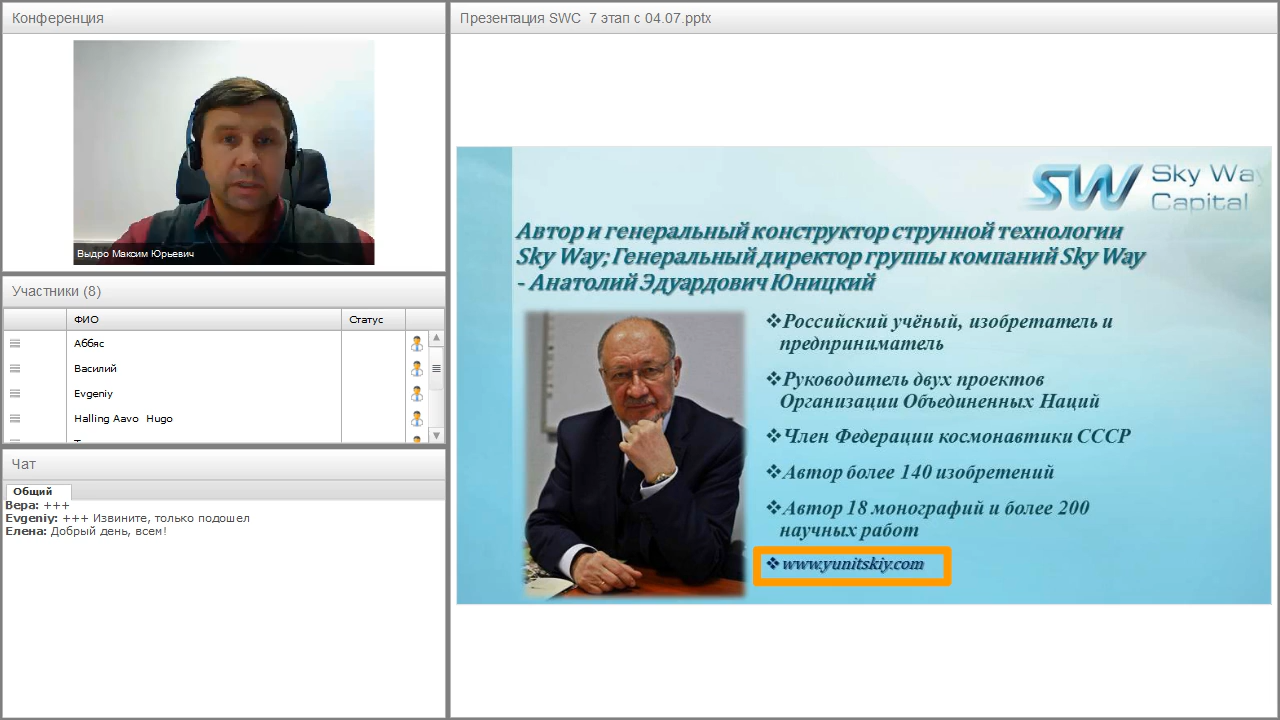 Конференция
Выдро Максим Юрьевич
Участники (8)
ФИО
Статус
Аббяс
Василий
Evgeniy
Halling Aavo Hugo
Чат
Общий
Вера: +++
Evgeniy: +++ Извините, только подошел
Елена: Добрый день, всем!
Презентация SWC 7 этап с 04.07.pptx
SW Sky Way
Capital
Автор и генеральный конструктор струнной технологии
Sky Way; Генеральный директор группы компаний Sky Way
- Анатолий Эдуардович Юницкий
❖Российский учёный, изобретатель и
предприниматель
❖Руководитель двух проектов
Организации Объединенных Наций
❖Член Федерации космонавтики СССР
❖Автор более 140 изобретений
❖Автор 18 монографий и более 200
научных работ
❖www.yunitskiy.com